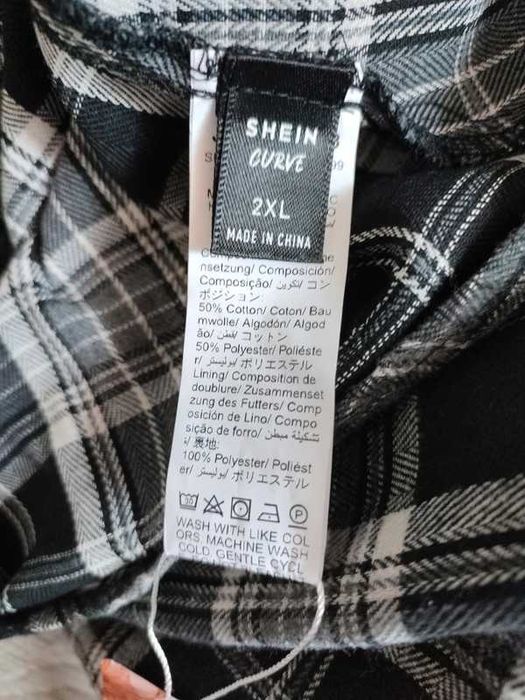 SHEIN
CURVE
2XL
MADE IN CHINA
nsetzung/ Composición/
Composição/ تكوين/ コン
ポジション:
50% Cotton/ Coton/ Bau
mwolle/ Algodón/ Algod
ão/ قطن/ コットン
50% Polyester/ Poliéste
r/ بوليستر/ ポリエステル
Lining/ Composition de
doublure/ Zusammenset
zung des Futters/ Comp
osición de Lino/ Compo
sição de forro/ تشكيلة مبطن
ة/ 裏地:
100% Polyester/ Poliést
er/ بوليستر/ ポリエステル
30
P
WASH WITH LIKE COL
ORS. MACHINE WASH
COLD, GENTLE CYCL